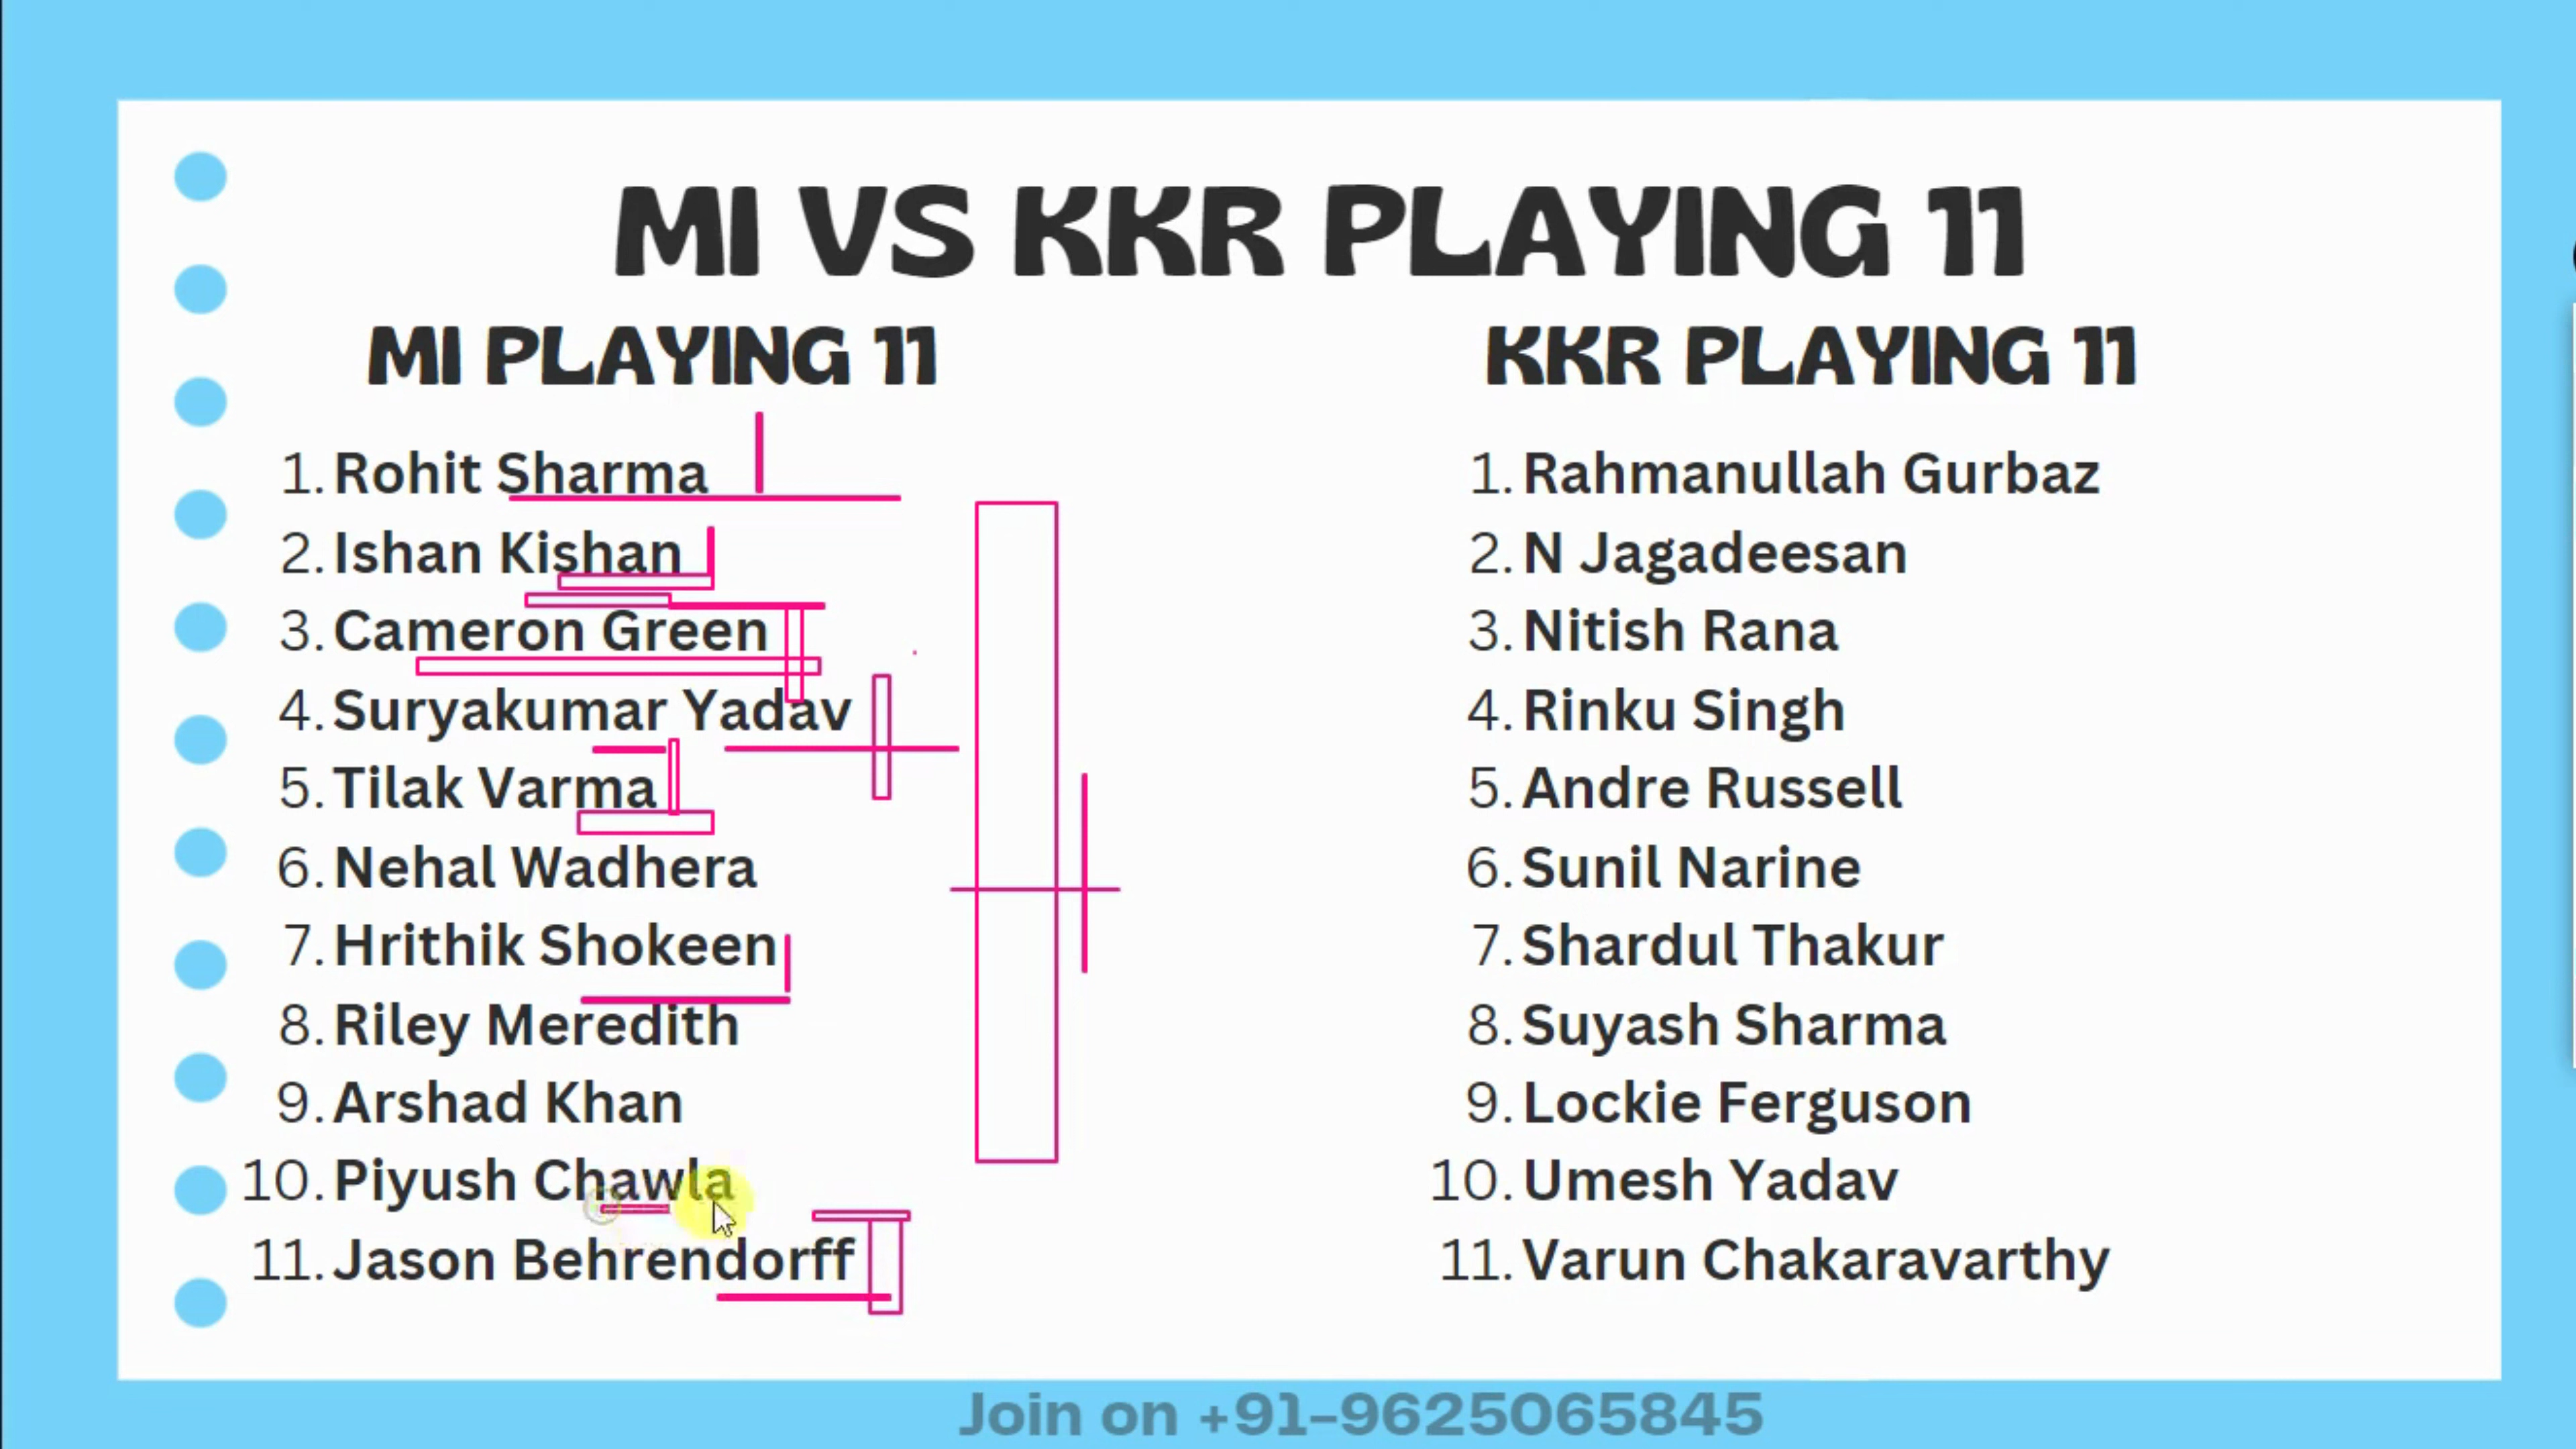 MI VS KKR PLAYING 11
MI PLAYING 11
1. Rohit Sharma
2. Ishan Kishan
3. Cameron Green
4. Suryakumar Yadav
5. Tilak Varma
6. Nehal Wadhera
7. Hrithik Shokeen
8. Riley Meredith
9. Arshad Khan
10. Piyush Chawla
11. Jason Behrendorff
KKR PLAYING 11
1. Rahmanullah Gurbaz
2. N Jagadeesan
3. Nitish Rana
4. Rinku Singh
5. Andre Russell
6. Sunil Narine
7. Shardul Thakur
8. Suyash Sharma
9. Lockie Ferguson
10. Umesh Yadav
11. Varun Chakaravarthy
Join on +91-9625065845